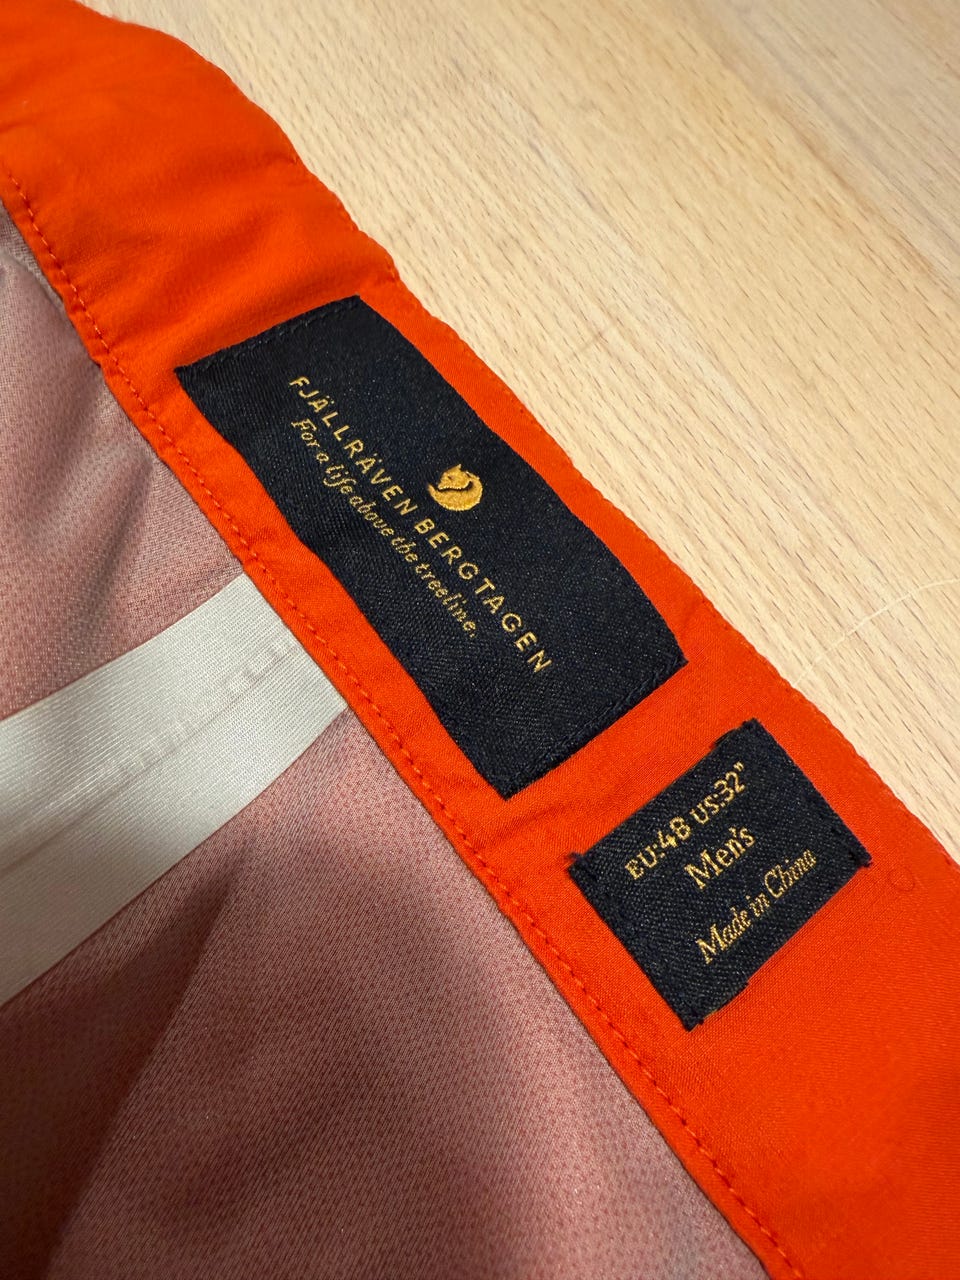 FJÄLLRÄVEN BERGTAGEN
For a life above the treeline.
EU:48 US:32"
Men's
Made in China